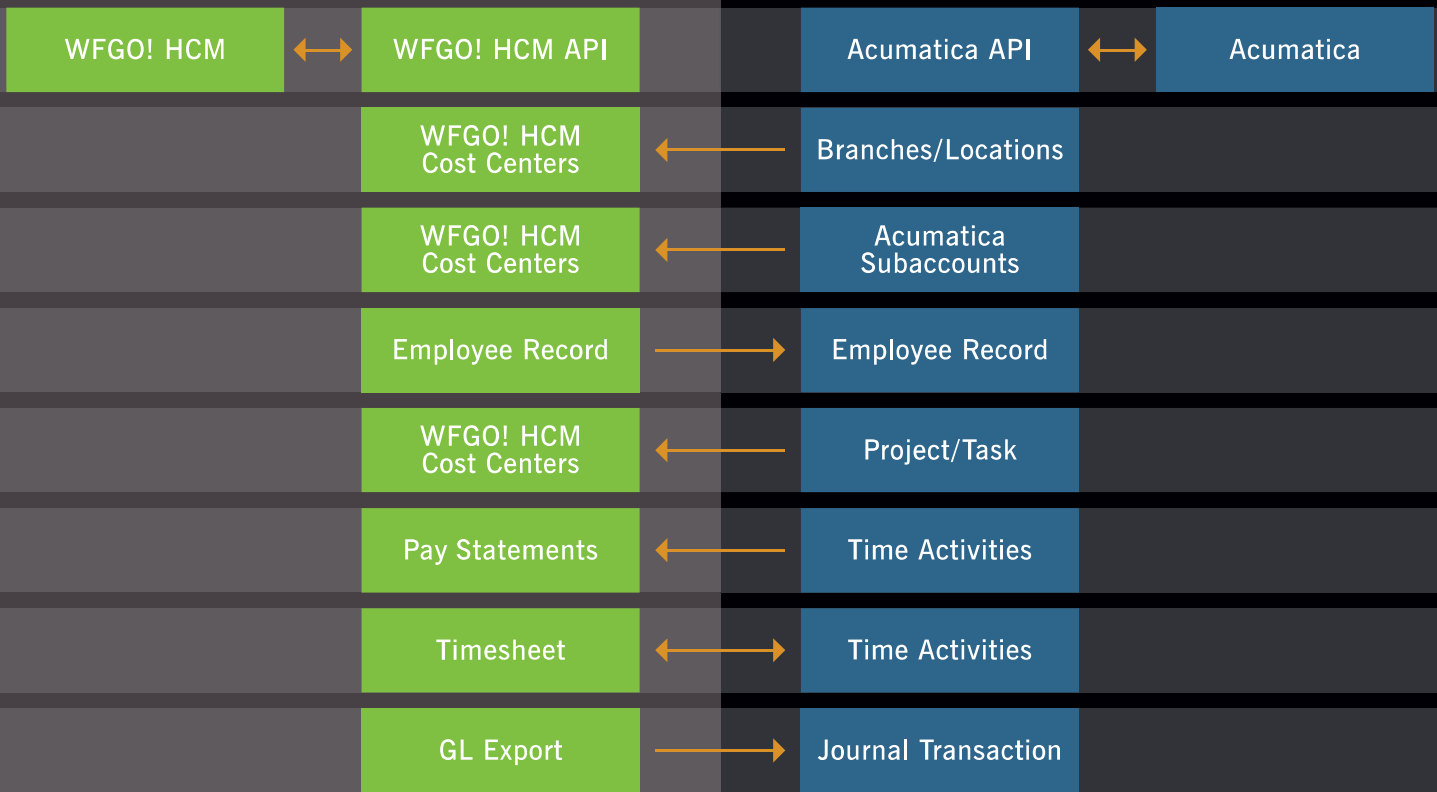 WFGO! HCM
WFGO! HCM API
Acumatica API
Acumatica
WFGO! HCM
Cost Centers
Branches/Locations
WFGO! HCM
Cost Centers
Acumatica
Subaccounts
Employee Record
Employee Record
WFGO! HCM
Cost Centers
Project/Task
Pay Statements
Time Activities
Timesheet
Time Activities
GL Export
Journal Transaction